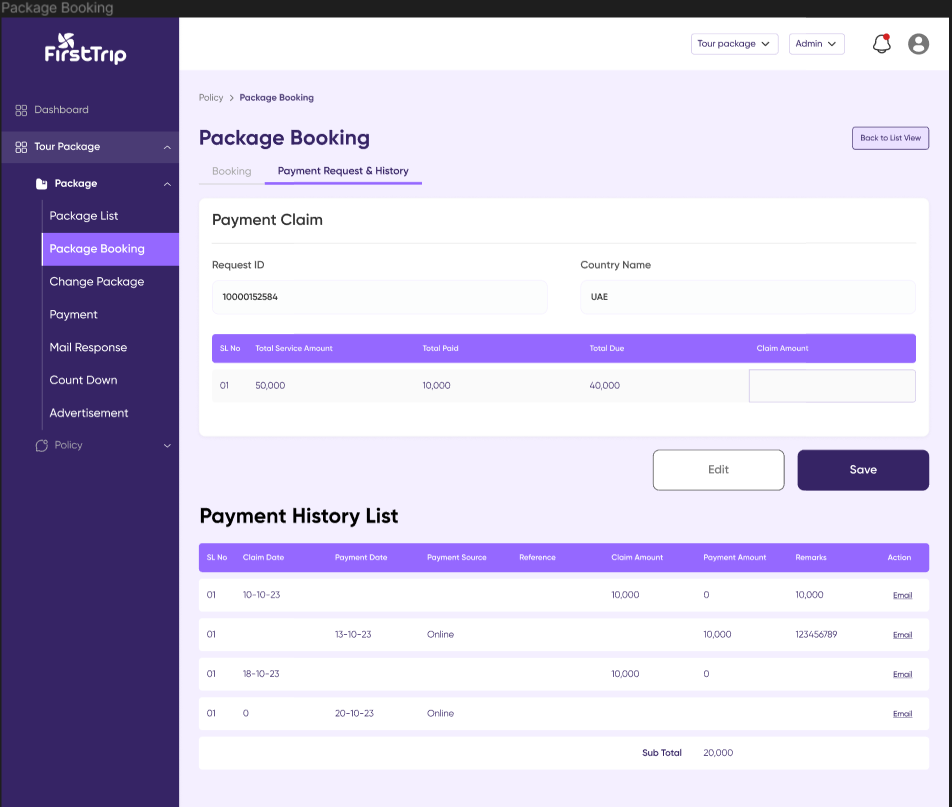 Package Booking
FirstTrip
Tour package
Admin
Dashboard
Tour Package
Package
Package List
Package Booking
Change Package
Payment
Mail Response
Count Down
Advertisement
Policy
Policy > Package Booking
Package Booking
Back to List View
Booking
Payment Request & History
Payment Claim
Request ID
Country Name
10000152584
UAE
SL No Total Service Amount Total Paid Total Due Claim Amount
01 50,000 10,000 40,000
Edit
Save
Payment History List
SL No Claim Date Payment Date Payment Source Reference Claim Amount Payment Amount Remarks Action
01 10-10-23 10,000 0 10,000 Email
01 13-10-23 Online 10,000 123456789 Email
01 18-10-23 10,000 0 Email
01 0 20-10-23 Online Email
Sub Total 20,000